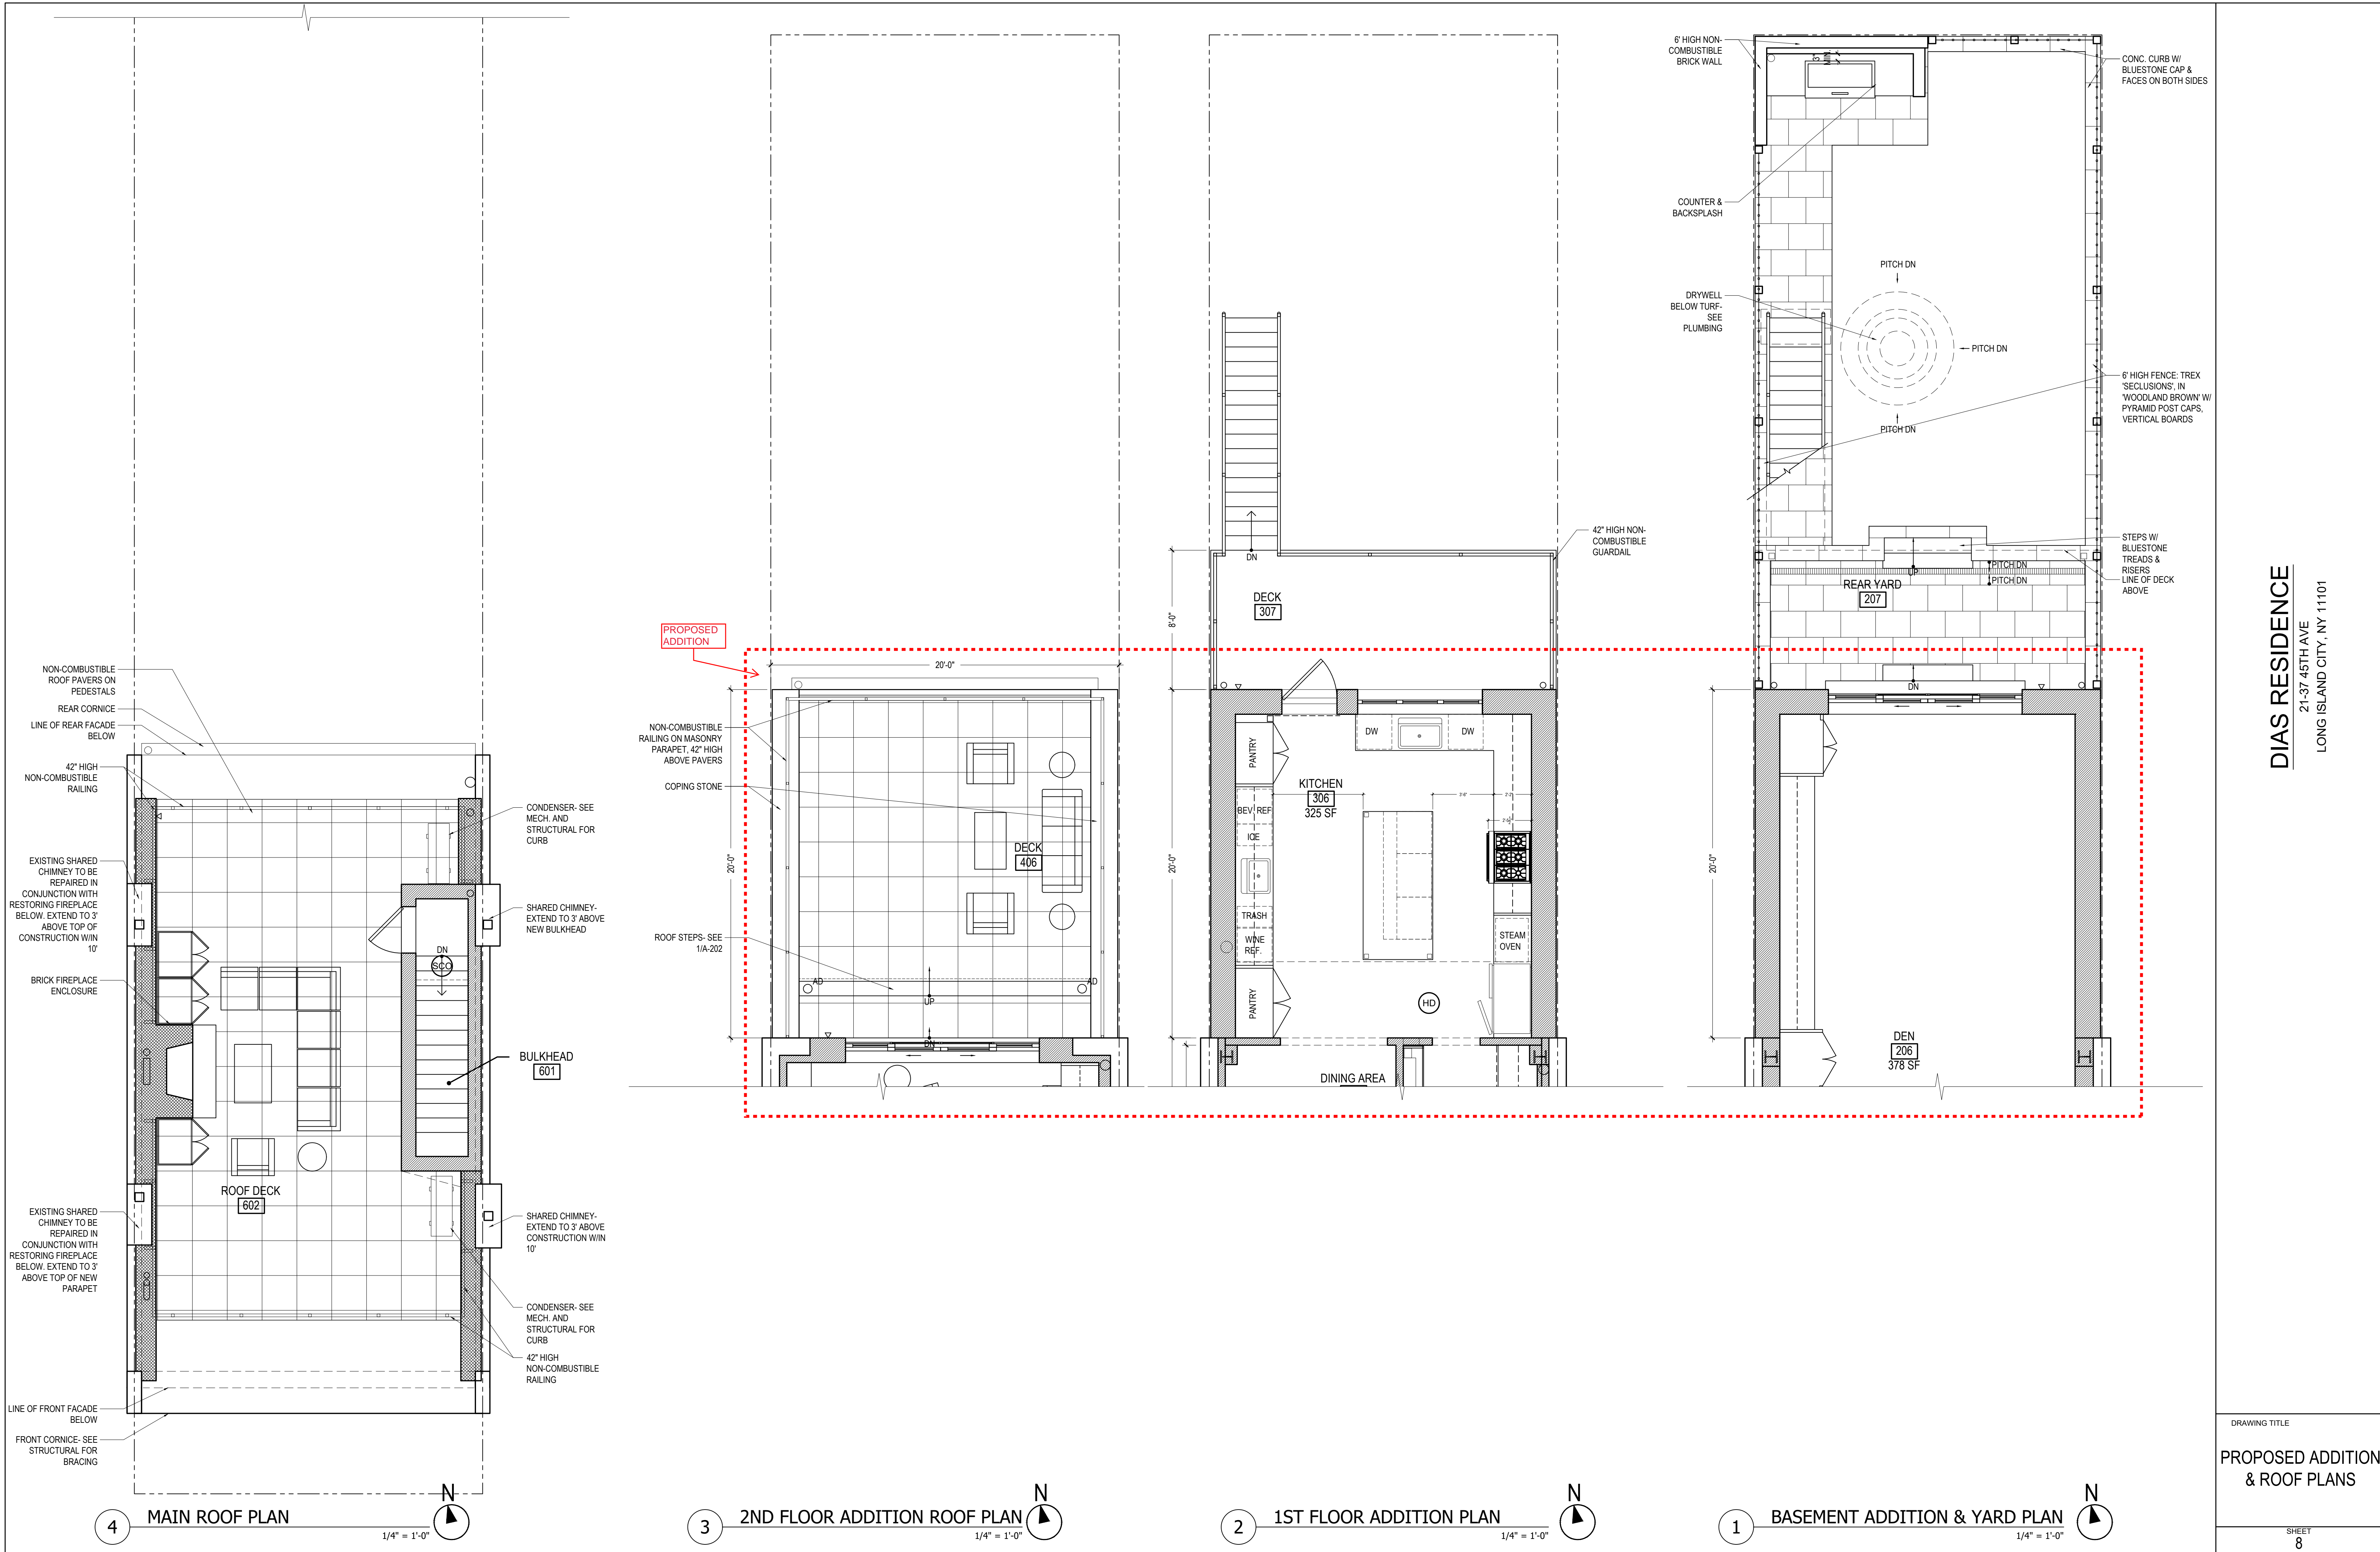 NON-COMBUSTIBLE
ROOF PAVERS ON
PEDESTALS
REAR CORNICE
LINE OF REAR FACADE
BELOW
42" HIGH
NON-COMBUSTIBLE
RAILING
EXISTING SHARED
CHIMNEY TO BE
REPAIRED IN
CONJUNCTION WITH
RESTORING FIREPLACE
BELOW. EXTEND TO 3'
ABOVE TOP OF
CONSTRUCTION W/IN
10'
BRICK FIREPLACE
ENCLOSURE
EXISTING SHARED
CHIMNEY TO BE
REPAIRED IN
CONJUNCTION WITH
RESTORING FIREPLACE
BELOW. EXTEND TO 3'
ABOVE TOP OF NEW
PARAPET
LINE OF FRONT FACADE
BELOW
FRONT CORNICE- SEE
STRUCTURAL FOR
BRACING
DN
SCO
ROOF DECK
602
CONDENSER- SEE
MECH. AND
STRUCTURAL FOR
CURB
SHARED CHIMNEY-
EXTEND TO 3' ABOVE
NEW BULKHEAD
BULKHEAD
601
SHARED CHIMNEY-
EXTEND TO 3' ABOVE
CONSTRUCTION W/IN
10'
CONDENSER- SEE
MECH. AND
STRUCTURAL FOR
CURB
42" HIGH
NON-COMBUSTIBLE
RAILING
4
MAIN ROOF PLAN
1/4" = 1'-0"
N
PROPOSED
ADDITION
20'-0"
NON-COMBUSTIBLE
RAILING ON MASONRY
PARAPET, 42" HIGH
ABOVE PAVERS
COPING STONE
20'-0"
ROOF STEPS- SEE
1/A-202
DECK
406
AD
AD
UP
DN
3
2ND FLOOR ADDITION ROOF PLAN
1/4" = 1'-0"
N
DN
42" HIGH NON-
COMBUSTIBLE
GUARDAIL
DECK
307
8'-0"
20'-0"
PANTRY
DW
DW
KITCHEN
306
325 SF
BEV. REF
ICE
3'-6"
2'-2"
TRASH
WINE
REF.
STEAM
OVEN
PANTRY
HD
DINING AREA
2
1ST FLOOR ADDITION PLAN
1/4" = 1'-0"
N
6' HIGH NON-
COMBUSTIBLE
BRICK WALL
3"
MIN.
CONC. CURB W/
BLUESTONE CAP &
FACES ON BOTH SIDES
COUNTER &
BACKSPLASH
PITCH DN
DRYWELL
BELOW TURF-
SEE
PLUMBING
PITCH DN
6' HIGH FENCE: TREX
'SECLUSIONS', IN
'WOODLAND BROWN' W/
PYRAMID POST CAPS,
VERTICAL BOARDS
PITCH DN
STEPS W/
BLUESTONE
TREADS &
RISERS
LINE OF DECK
ABOVE
UP
PITCH DN
PITCH DN
REAR YARD
207
DN
20'-0"
DEN
206
378 SF
1
BASEMENT ADDITION & YARD PLAN
1/4" = 1'-0"
N
DIAS RESIDENCE
21-37 45TH AVE
LONG ISLAND CITY, NY 11101
DRAWING TITLE
PROPOSED ADDITION
& ROOF PLANS
SHEET
8